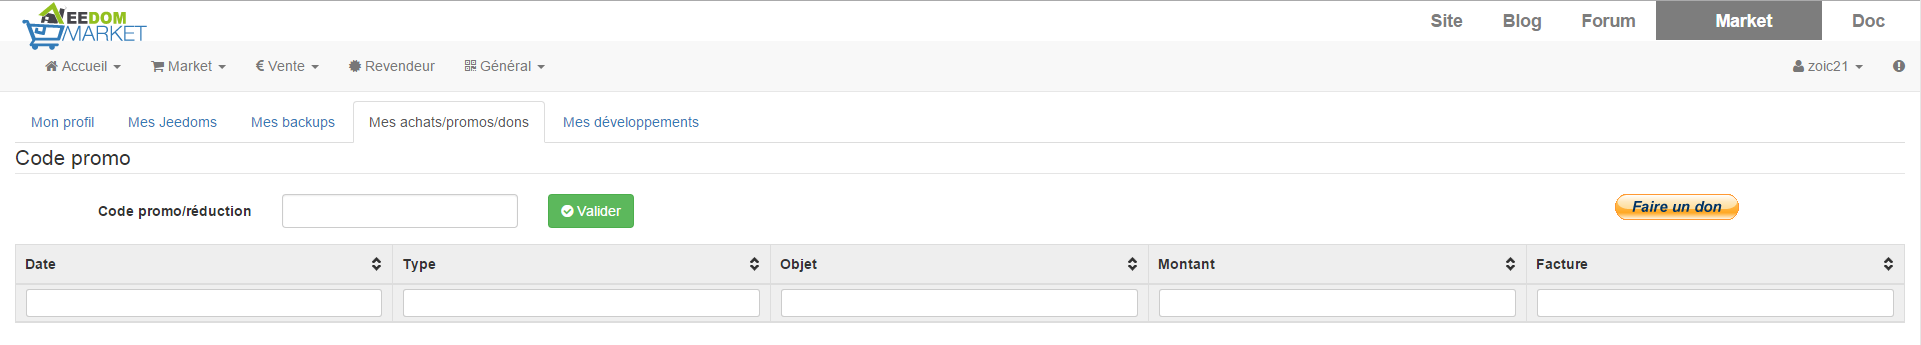 JEEDOM
MARKET
Site Blog Forum Market Doc
Accueil Market € Vente Revendeur Général zoic21
Mon profil Mes Jeedoms Mes backups Mes achats/promos/dons Mes développements
Code promo
Code promo/réduction Valider Faire un don
Date Type Objet Montant Facture